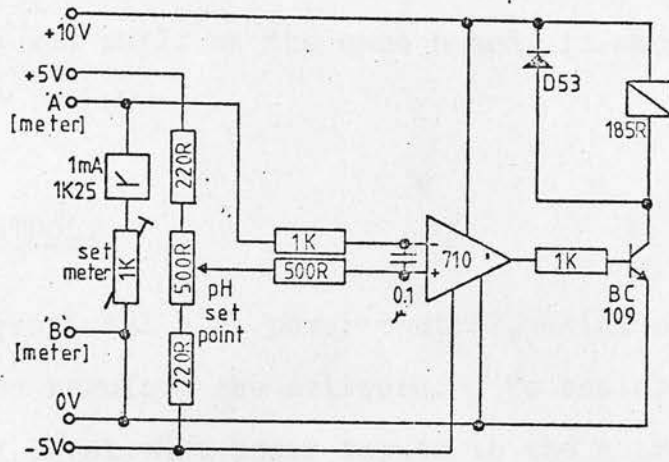 +10V
+5V
'A'
[meter]
1mA
1K25
set
meter
1K
'B'
[meter]
0V
-5V
220R
500R
220R
pH
set
point
1K
500R
0.1
μ
-
+
710
1K
BC
109
DS3
185R